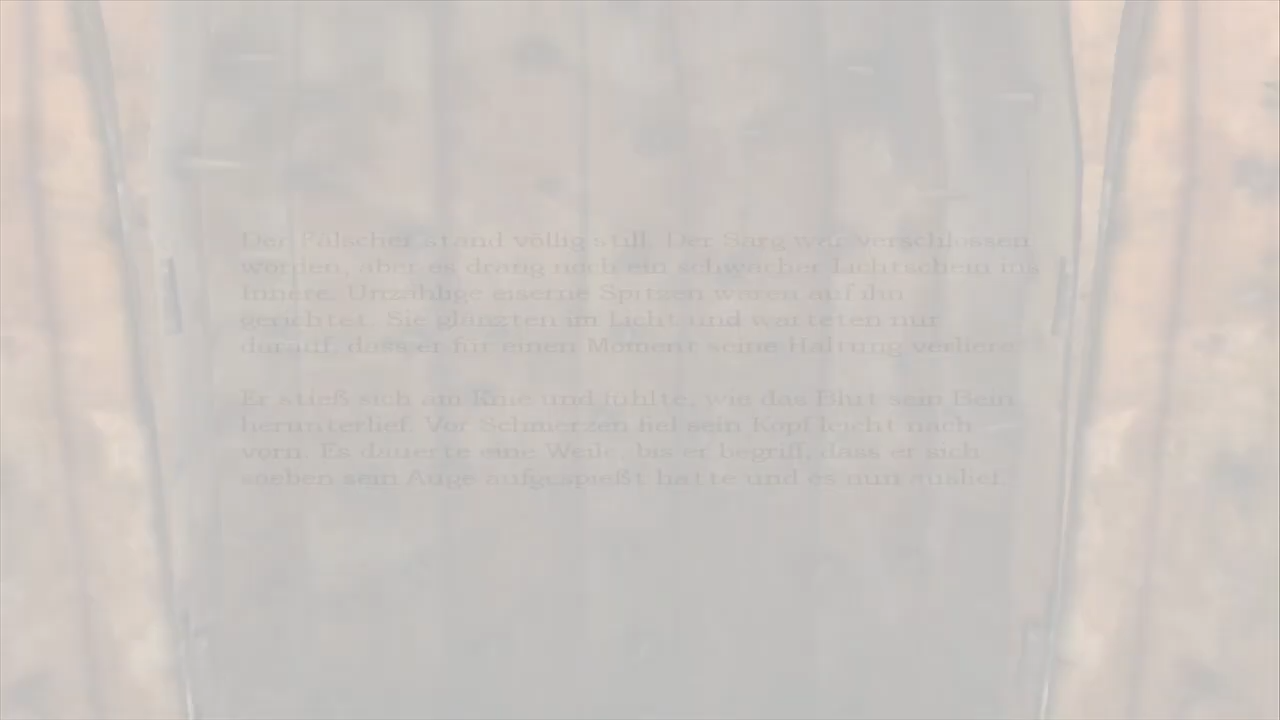 Der Fälscher stand völlig still. Der Sarg war verschlossen
worden, aber es drang noch ein schwacher Lichtschein ins
Innere. Unzählige eiserne Spitzen waren auf ihn
gerichtet. Sie glänzten im Licht und warteten nur
darauf, dass er für einen Moment seine Haltung verliere.
Er stieß sich am Knie und fühlte, wie das Blut sein Bein
herunterlief. Vor Schmerzen fiel sein Kopf leicht nach
vorn. Es dauerte eine Weile, bis er begriff, dass er sich
soeben sein Auge aufgespießt hatte und es nun auslief.